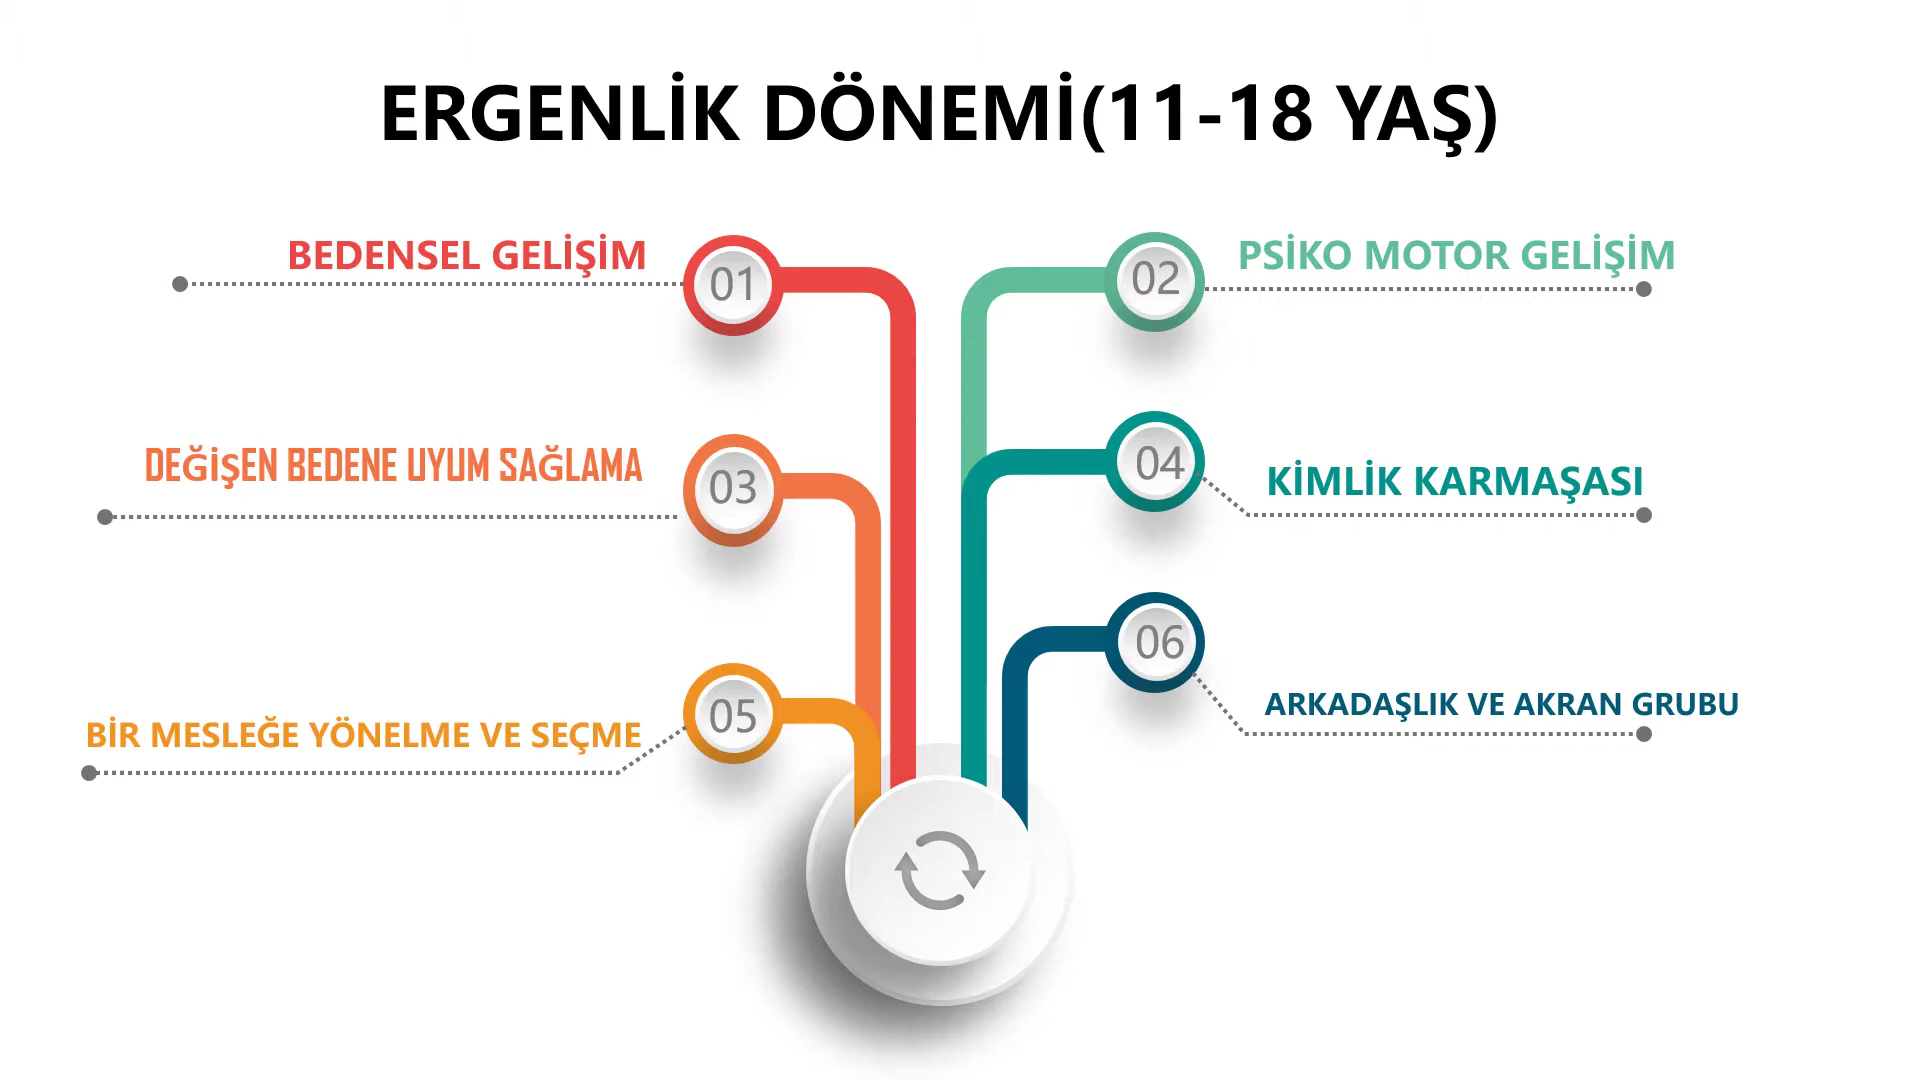 ERGENLİK DÖNEMİ(11-18 YAŞ)
BEDENSEL GELİŞİM
01
02
PSİKO MOTOR GELİŞİM
DEĞİŞEN BEDENE UYUM SAĞLAMA
03
04
KİMLİK KARMAŞASI
BİR MESLEĞE YÖNELME VE SEÇME
05
06
ARKADAŞLIK VE AKRAN GRUBU